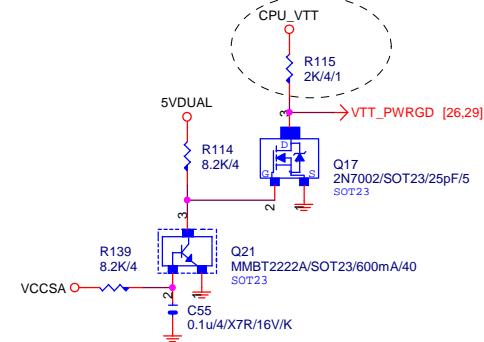 CPU_VTT
R115
2K/4/1
5VDUAL
3
VTT_PWRGD [26,29]
R114
8.2K/4
D
G
S
Q17
2N7002/SOT23/25pF/5
SOT23
2
1
3
R139
8.2K/4
Q21
MMBT2222A/SOT23/600mA/40
SOT23
VCCSA
2
1
C55
0.1u/4/X7R/16V/K